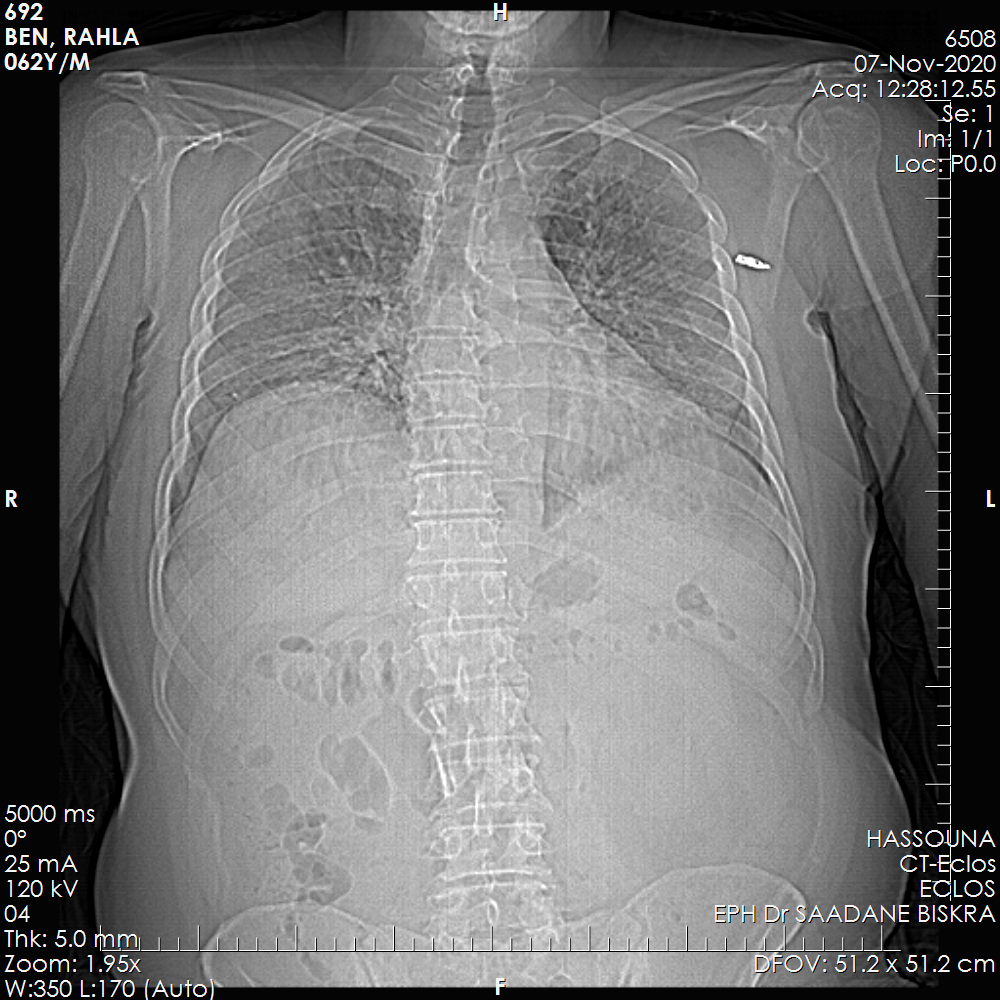 692
BEN, RAHLA
062Y/M
H
6508
07-Nov-2020
Acq: 12:28:12.55
Se: 1
Im: 1/1
Loc: P0.0
R
L
5000 ms
0°
25 mA
120 kV
04
Thk: 5.0 mm
Zoom: 1.95x
W:350 L:170 (Auto)
F
HASSOUNA
CT-Eclos
ECLOS
EPH Dr SAADANE BISKRA
DFOV: 51.2 x 51.2 cm